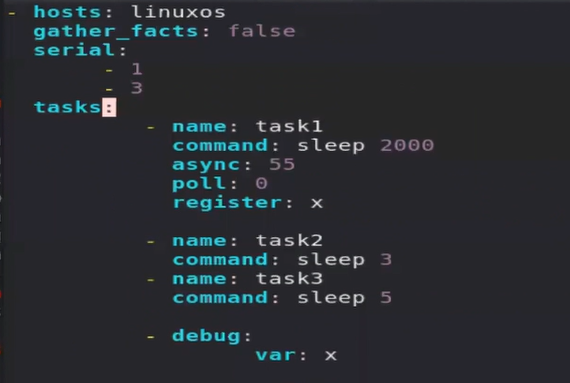 - hosts: linuxos
gather_facts: false
serial:
- 1
- 3
tasks:
- name: task1
command: sleep 2000
async: 55
poll: 0
register: x
- name: task2
command: sleep 3
- name: task3
command: sleep 5
- debug:
var: x